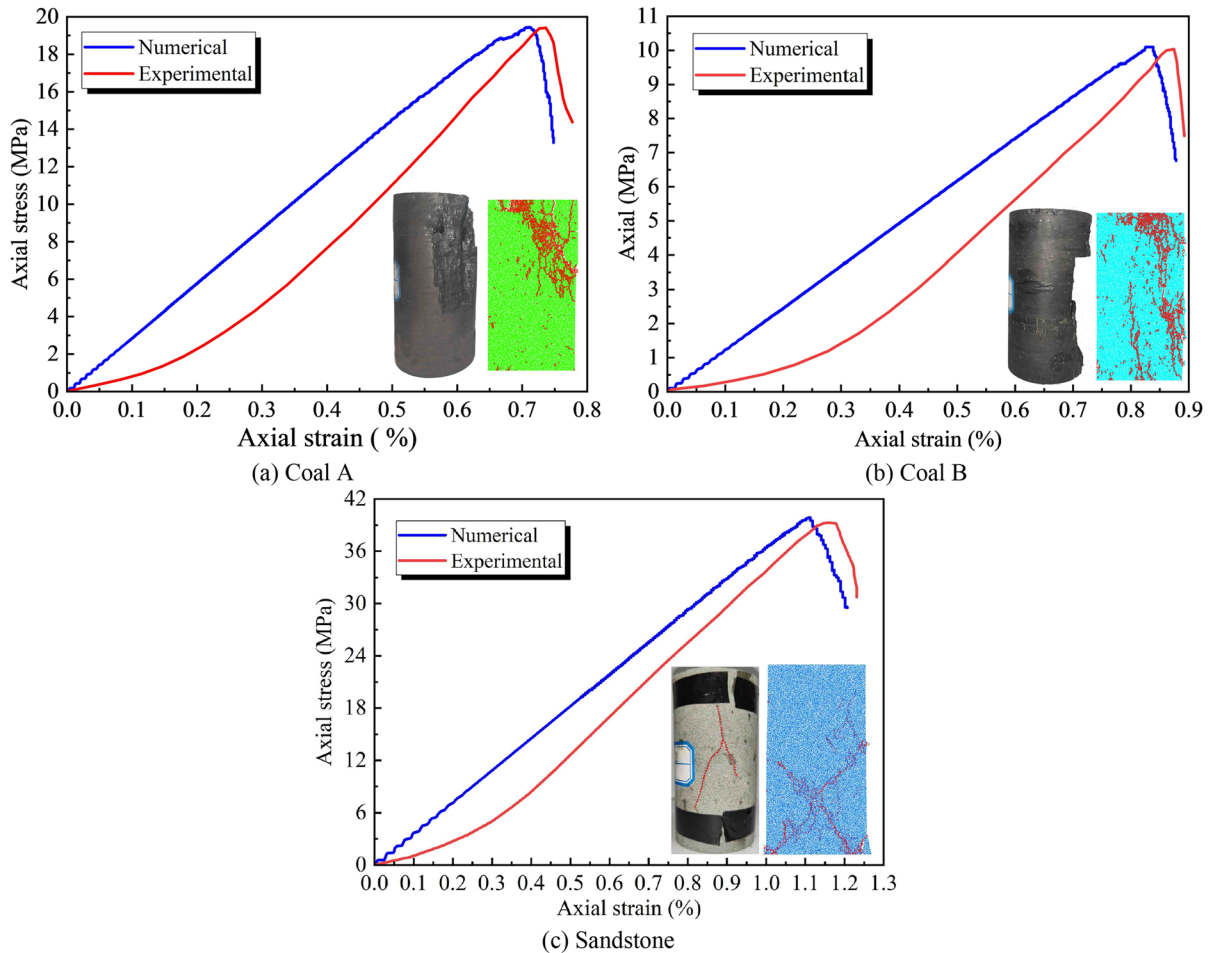 20
18
16
14
12
10
8
6
4
2
0
Axial stress (MPa)
Numerical
Experimental
0.0 0.1 0.2 0.3 0.4 0.5 0.6 0.7 0.8
Axial strain ( %)
(a) Coal A
11
10
9
8
7
6
5
4
3
2
1
0
Axial (MPa)
Numerical
Experimental
0.0 0.1 0.2 0.3 0.4 0.5 0.6 0.7 0.8 0.9
Axial strain (%)
(b) Coal B
42
36
30
24
18
12
6
0
Axial stress (MPa)
Numerical
Experimental
0.0 0.1 0.2 0.3 0.4 0.5 0.6 0.7 0.8 0.9 1.0 1.1 1.2 1.3
Axial strain (%)
(c) Sandstone